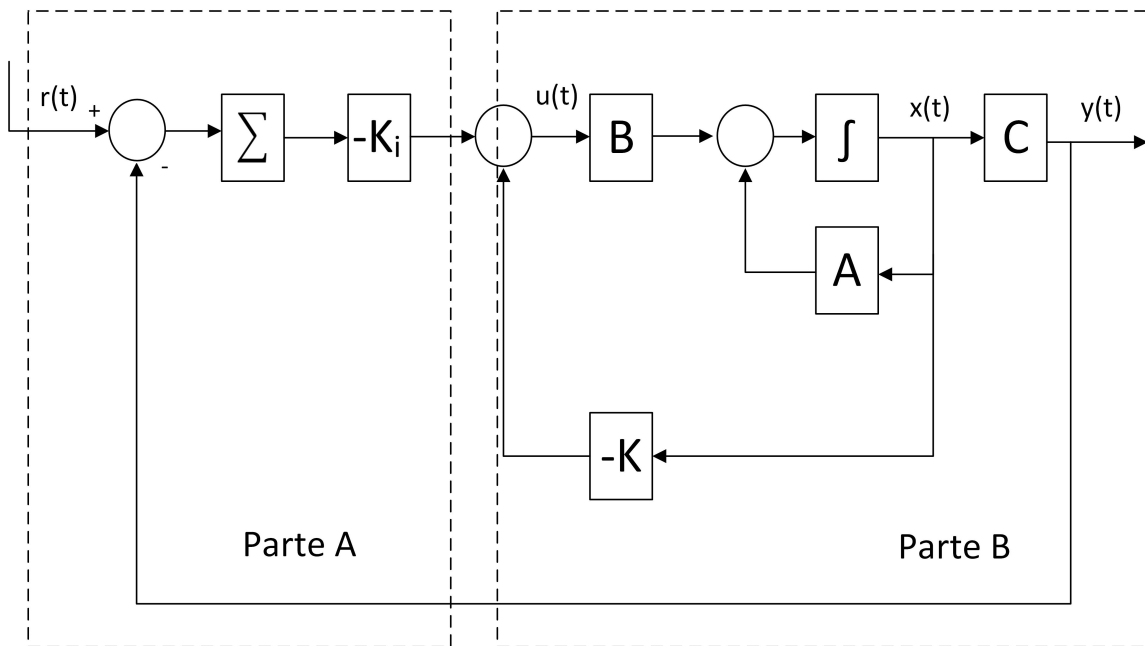 r(t)
+
-
∑
-Ki
u(t)
B
∫
x(t)
C
y(t)
A
-K
Parte A
Parte B